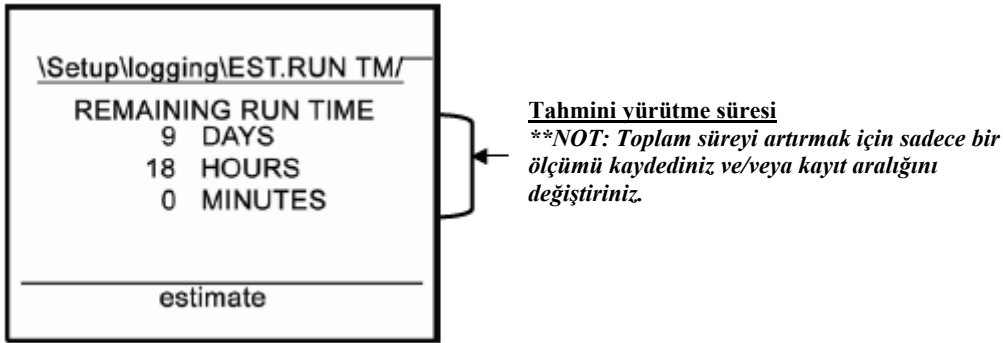 \Setup\logging\EST.RUN TM/
REMAINING RUN TIME
9 DAYS
18 HOURS
0 MINUTES
estimate
Tahmini yürütme süresi
**NOT: Toplam süreyi artırmak için sadece bir
ölçümü kaydediniz ve/veya kayıt aralığını
değiştiriniz.